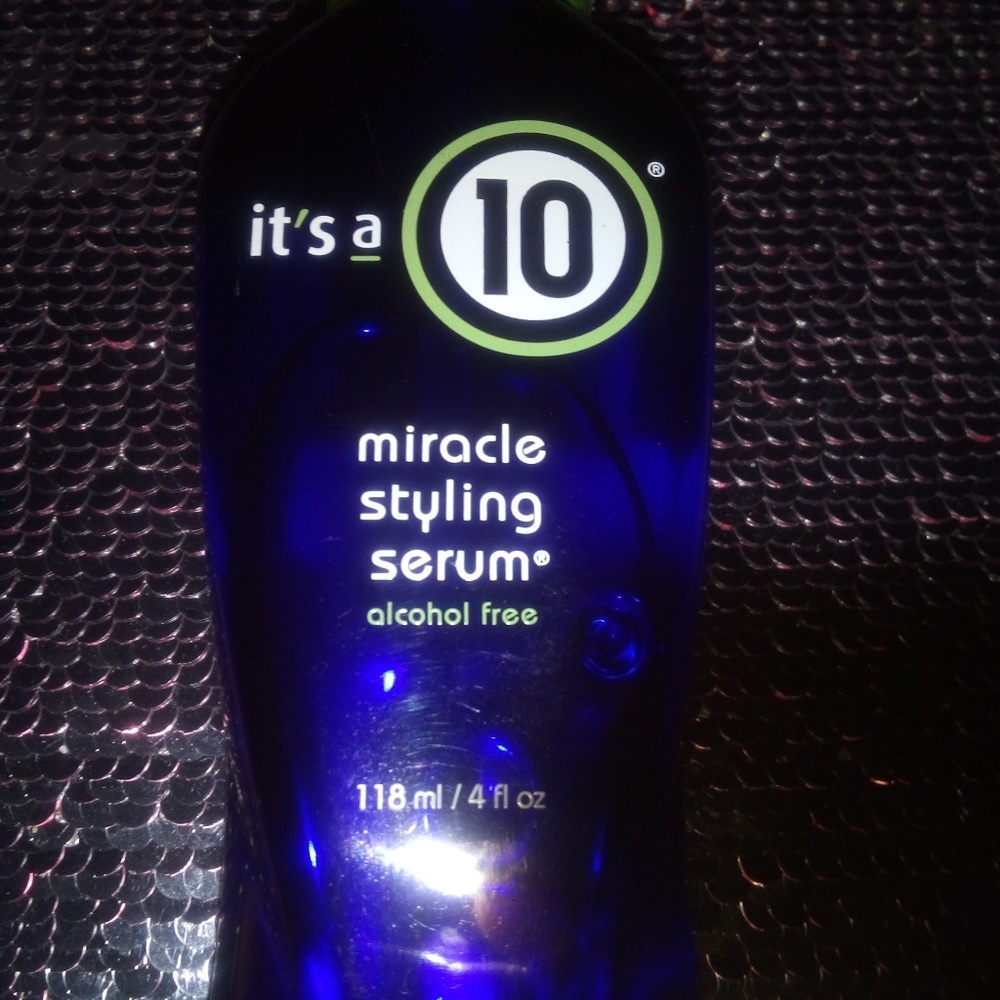 it's a 10®
miracle
styling
serum®
alcohol free
118 ml / 4 fl oz